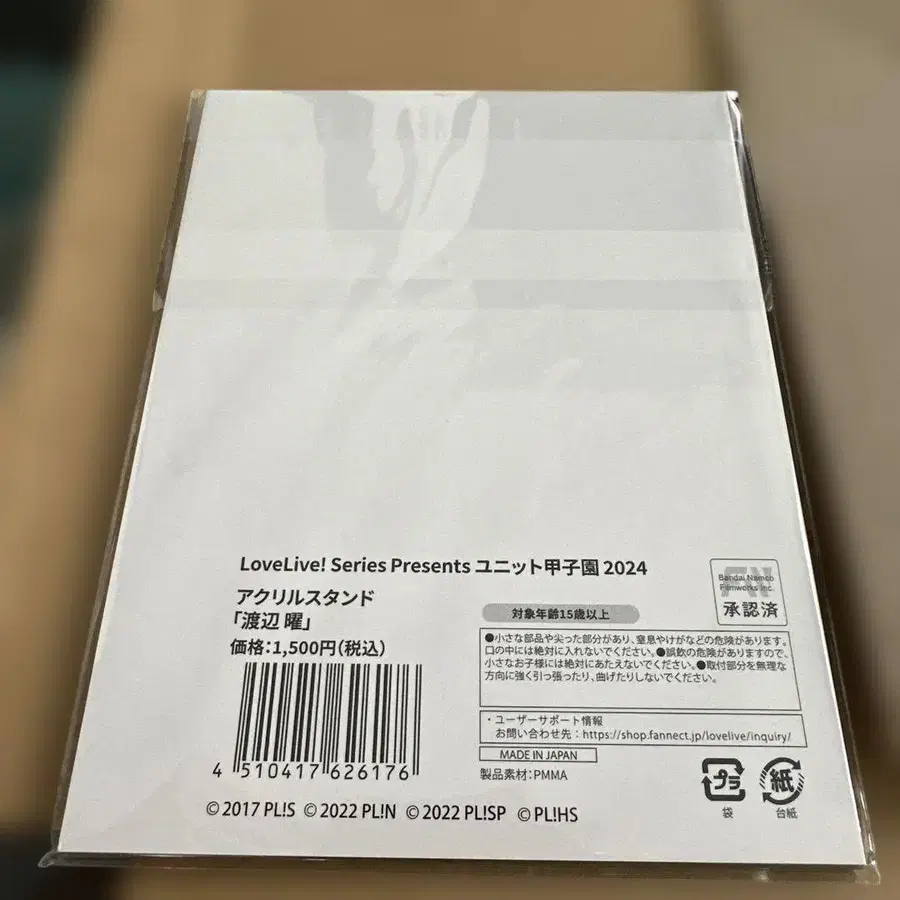 LoveLive! Series Presents ユニット甲子園 2024
アクリルスタンド
「渡辺 曜」
価格：1,500円（税込）
4 510417 626176
対象年齢15歳以上
●小さな部品や尖った部分があり、窒息やけがなどの危険があります。
口の中には絶対に入れないでください。●誤飲の危険がありますので、
小さなお子様には絶対にあたえないでください。●取付部分を無理な
方向に強く引っ張ったり、曲げたりしないでください。
・ユーザーサポート情報
お問い合わせ先：https://shop.fannect.jp/lovelive/inquiry/
MADE IN JAPAN
製品素材：PMMA
Bandai Namco
Filmworks Inc.
承認済
プラ
袋
紙
台紙
©2017 PL!S ©2022 PL!N ©2022 PL!SP ©PL!HS